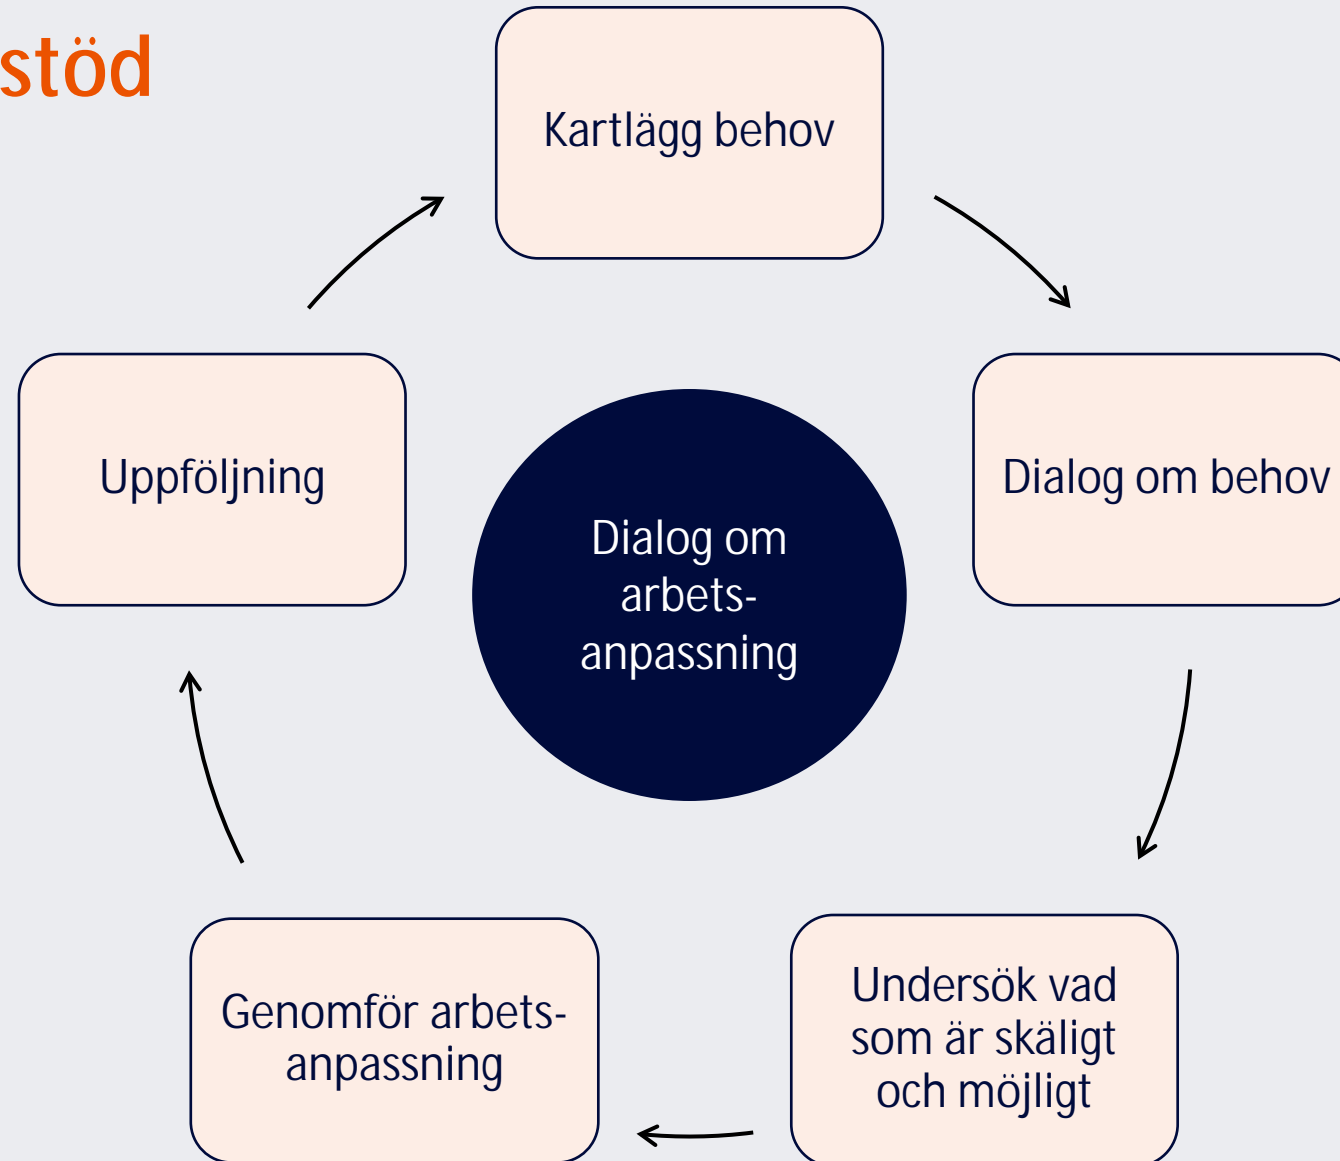 stöd
Kartlägg behov
Dialog om behov
Undersök vad
som är skäligt
och möjligt
Genomför arbets-
anpassning
Uppföljning
Dialog om
arbets-
anpassning